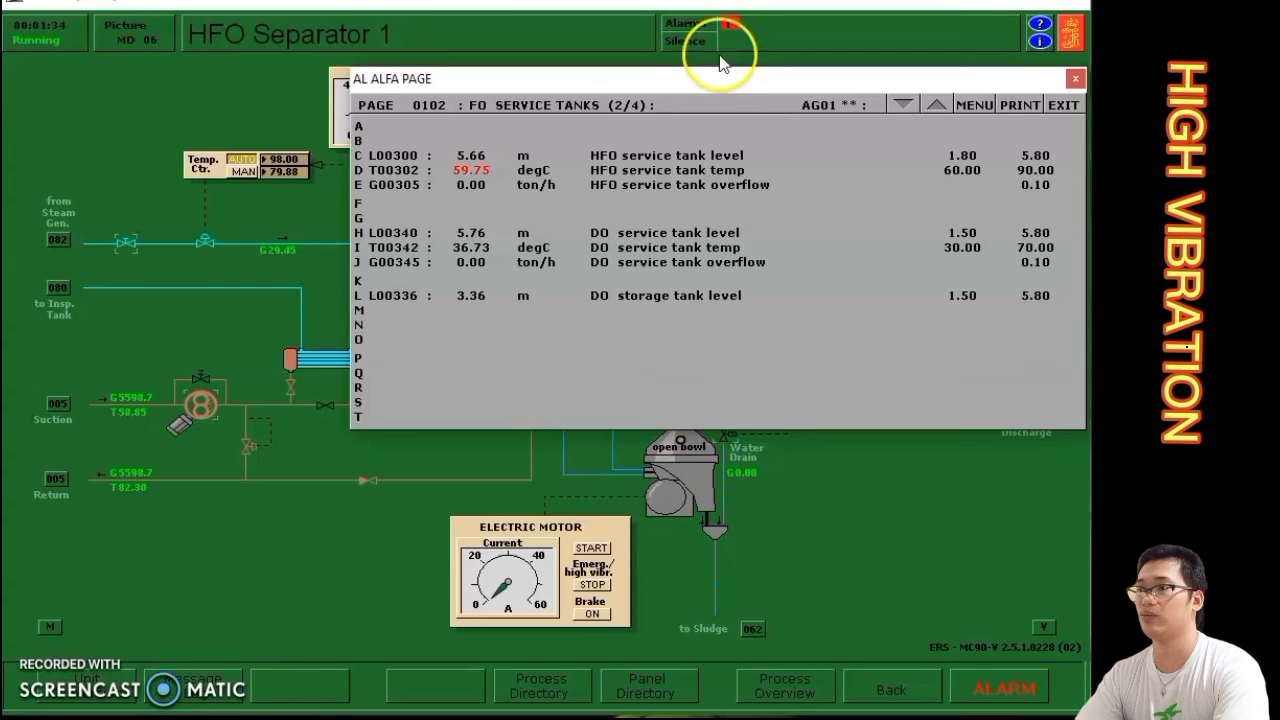 00:01:34
Running
Picture
MD 06
HFO Separator 1
Alarms
Silence
?
i
AL ALFA PAGE
x
PAGE 0102 : FO SERVICE TANKS (2/4) : AG01 ** : MENU PRINT EXIT
A
B
C L00300 : 5.66 m HFO service tank level 1.80 5.80
D T00302 : 59.75 degC HFO service tank temp 60.00 90.00
E G00305 : 0.00 ton/h HFO service tank overflow 0.10
F
G
H L00340 : 5.76 m DO service tank level 1.50 5.80
I T00342 : 36.73 degC DO service tank temp 30.00 70.00
J G00345 : 0.00 ton/h DO service tank overflow 0.10
K
L L00336 : 3.36 m DO storage tank level 1.50 5.80
M
N
O
P
Q
R
S
T
Temp. Ctr.
AUTO 98.00
MAN 79.88
from
Steam
Gen.
082
G29.45
080
to Insp.
Tank
005
Suction
G5598.7
T58.85
005
Return
G5598.7
T82.30
open bowl
Water
Drain
G0.00
Discharge
ELECTRIC MOTOR
Current
20 40
0 A 60
START
Emerg./
high vibr.
STOP
Brake
ON
to Sludge 062
M
V
ERS - MC90-V 2.5.1.0228 (02)
Process
Directory
Panel
Directory
Process
Overview
Back
ALARM
RECORDED WITH
SCREENCAST MATIC
HIGH VIBRATION